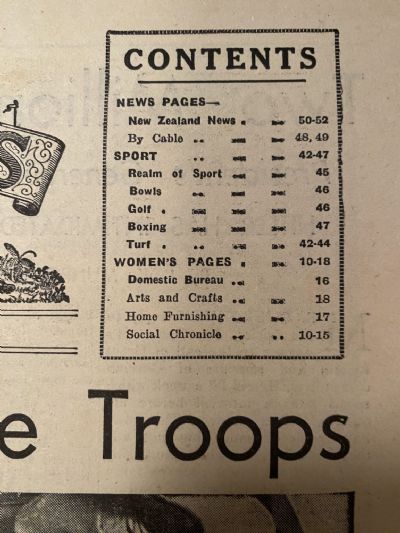 CONTENTS
NEWS PAGES—
New Zealand News 50-52
By Cable 48, 49
SPORT 42-47
Realm of Sport 45
Bowls 46
Golf 46
Boxing 47
Turf 42-44
WOMEN'S PAGES 10-18
Domestic Bureau 16
Arts and Crafts 18
Home Furnishing 17
Social Chronicle 10-15
S
e Troops